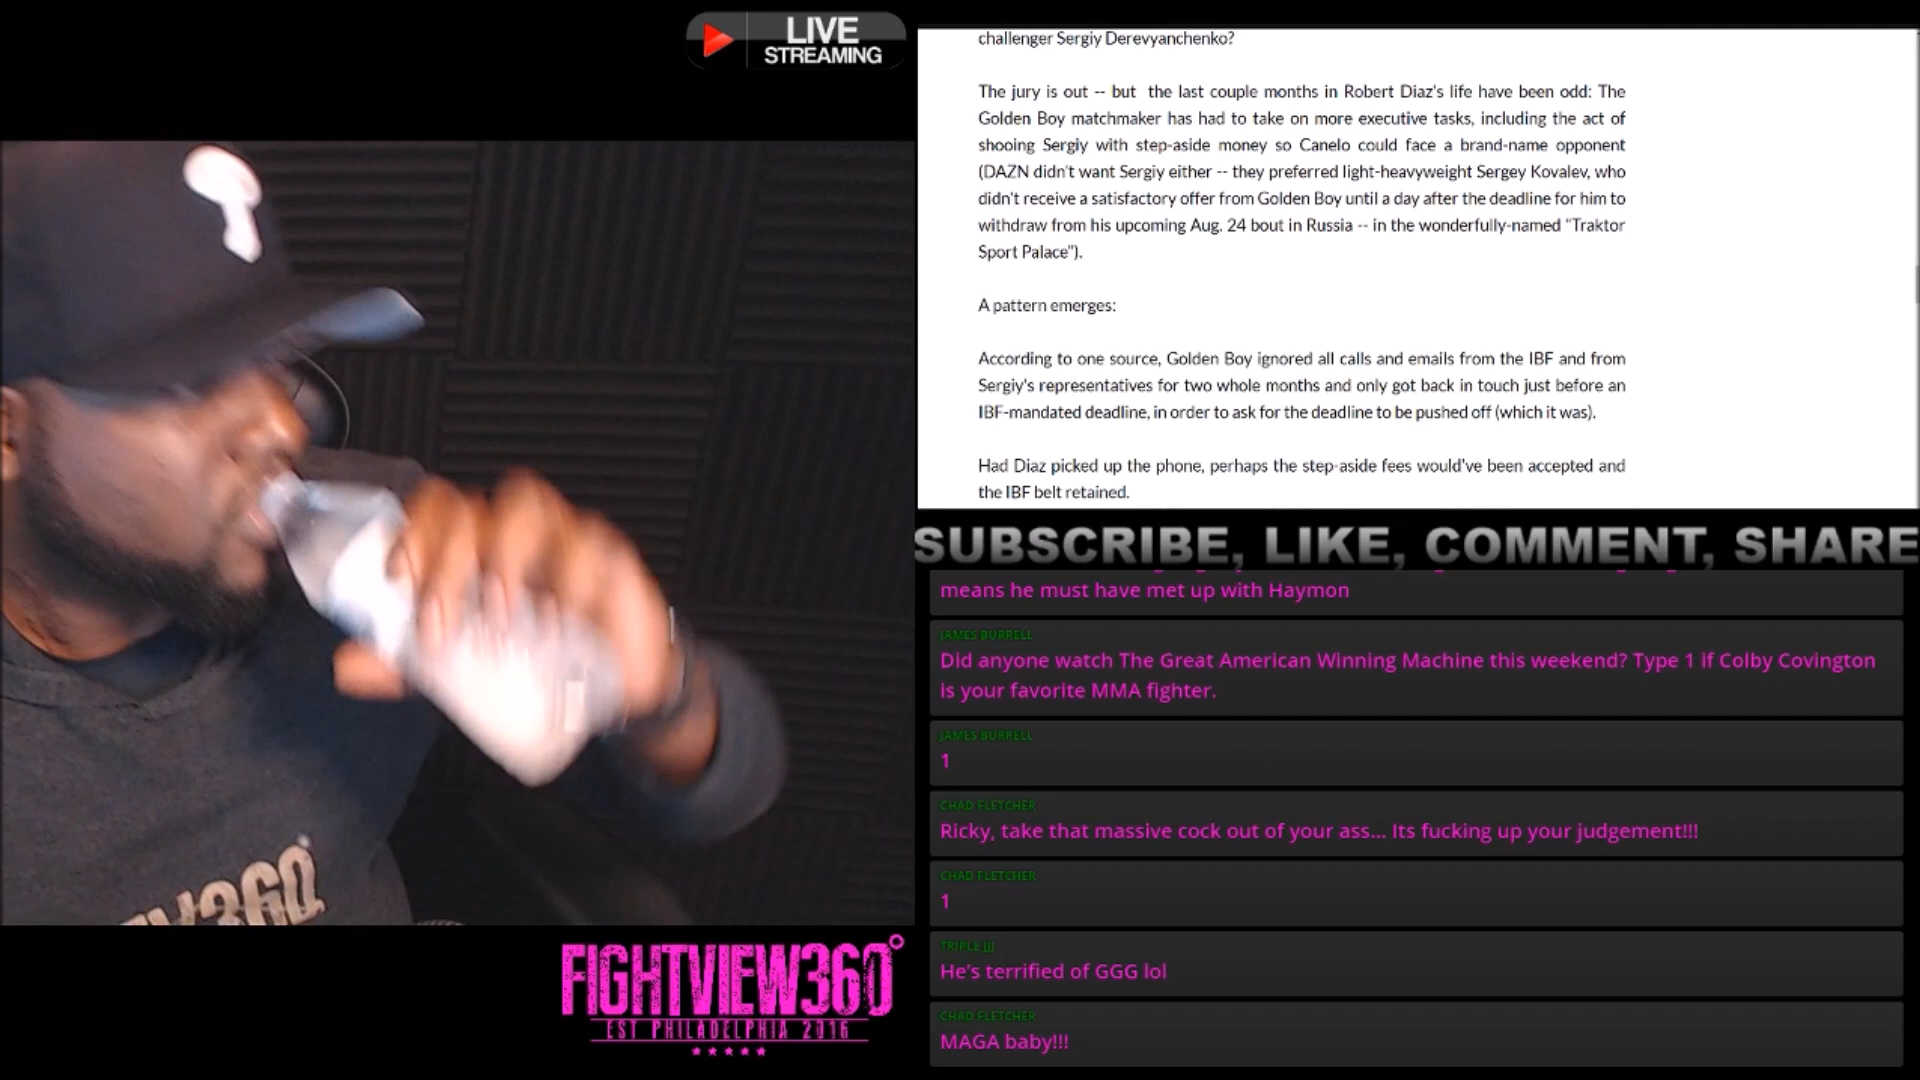 LIVE
STREAMING
challenger Sergiy Derevyanchenko?
The jury is out -- but the last couple months in Robert Diaz's life have been odd: The
Golden Boy matchmaker has had to take on more executive tasks, including the act of
shooing Sergiy with step-aside money so Canelo could face a brand-name opponent
(DAZN didn't want Sergiy either -- they preferred light-heavyweight Sergey Kovalev, who
didn't receive a satisfactory offer from Golden Boy until a day after the deadline for him to
withdraw from his upcoming Aug. 24 bout in Russia -- in the wonderfully-named "Traktor
Sport Palace").
A pattern emerges:
According to one source, Golden Boy ignored all calls and emails from the IBF and from
Sergiy's representatives for two whole months and only got back in touch just before an
IBF-mandated deadline, in order to ask for the deadline to be pushed off (which it was).
Had Diaz picked up the phone, perhaps the step-aside fees would've been accepted and
the IBF belt retained.
SUBSCRIBE, LIKE, COMMENT, SHARE
means he must have met up with Haymon
JAMES BURRELL
Did anyone watch The Great American Winning Machine this weekend? Type 1 if Colby Covington
is your favorite MMA fighter.
JAMES BURRELL
1
CHAD FLETCHER
Ricky, take that massive cock out of your ass... Its fucking up your judgement!!!
CHAD FLETCHER
1
TRIPLE JJJ
He's terrified of GGG lol
CHAD FLETCHER
MAGA baby!!!
360°
FIGHTVIEW360°
EST PHILADELPHIA 2016